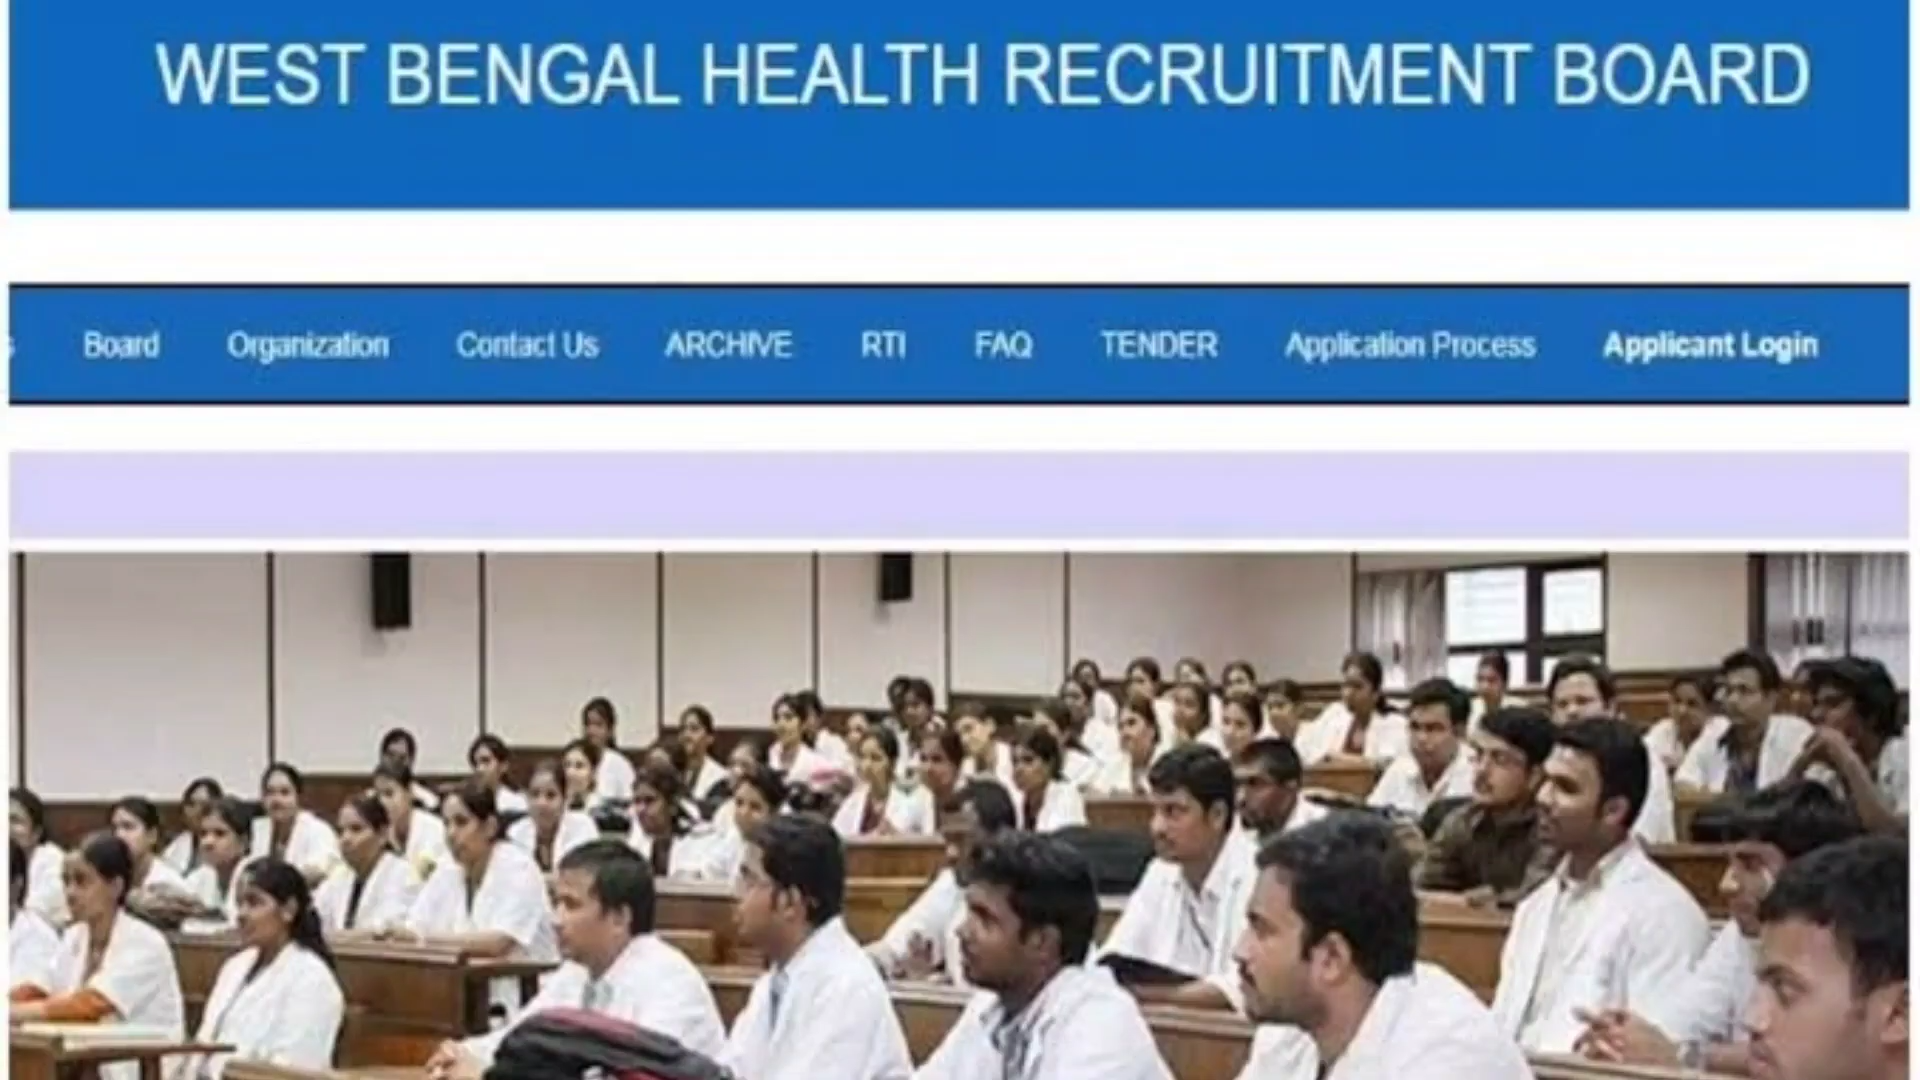 WEST BENGAL HEALTH RECRUITMENT BOARD
Board Organization Contact Us ARCHIVE RTI FAQ TENDER Application Process Applicant Login